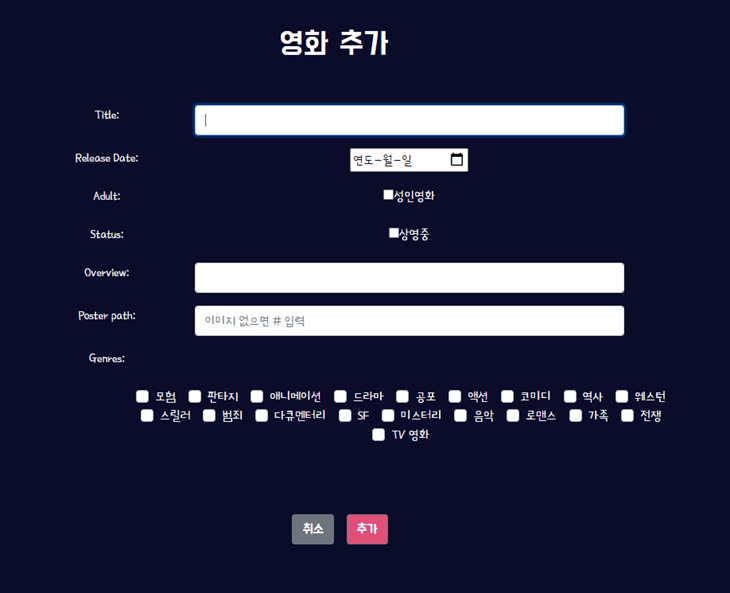 영화 추가
Title:
Release Date: 연도-월-일
Adult: 성인영화
Status: 상영중
Overview:
Poster path: 이미지 없으면 # 입력
Genres:
모험 판타지 애니메이션 드라마 공포 액션 코미디 역사 웨스턴
스릴러 범죄 다큐멘터리 SF 미스터리 음악 로맨스 가족 전쟁
TV 영화
취소 추가